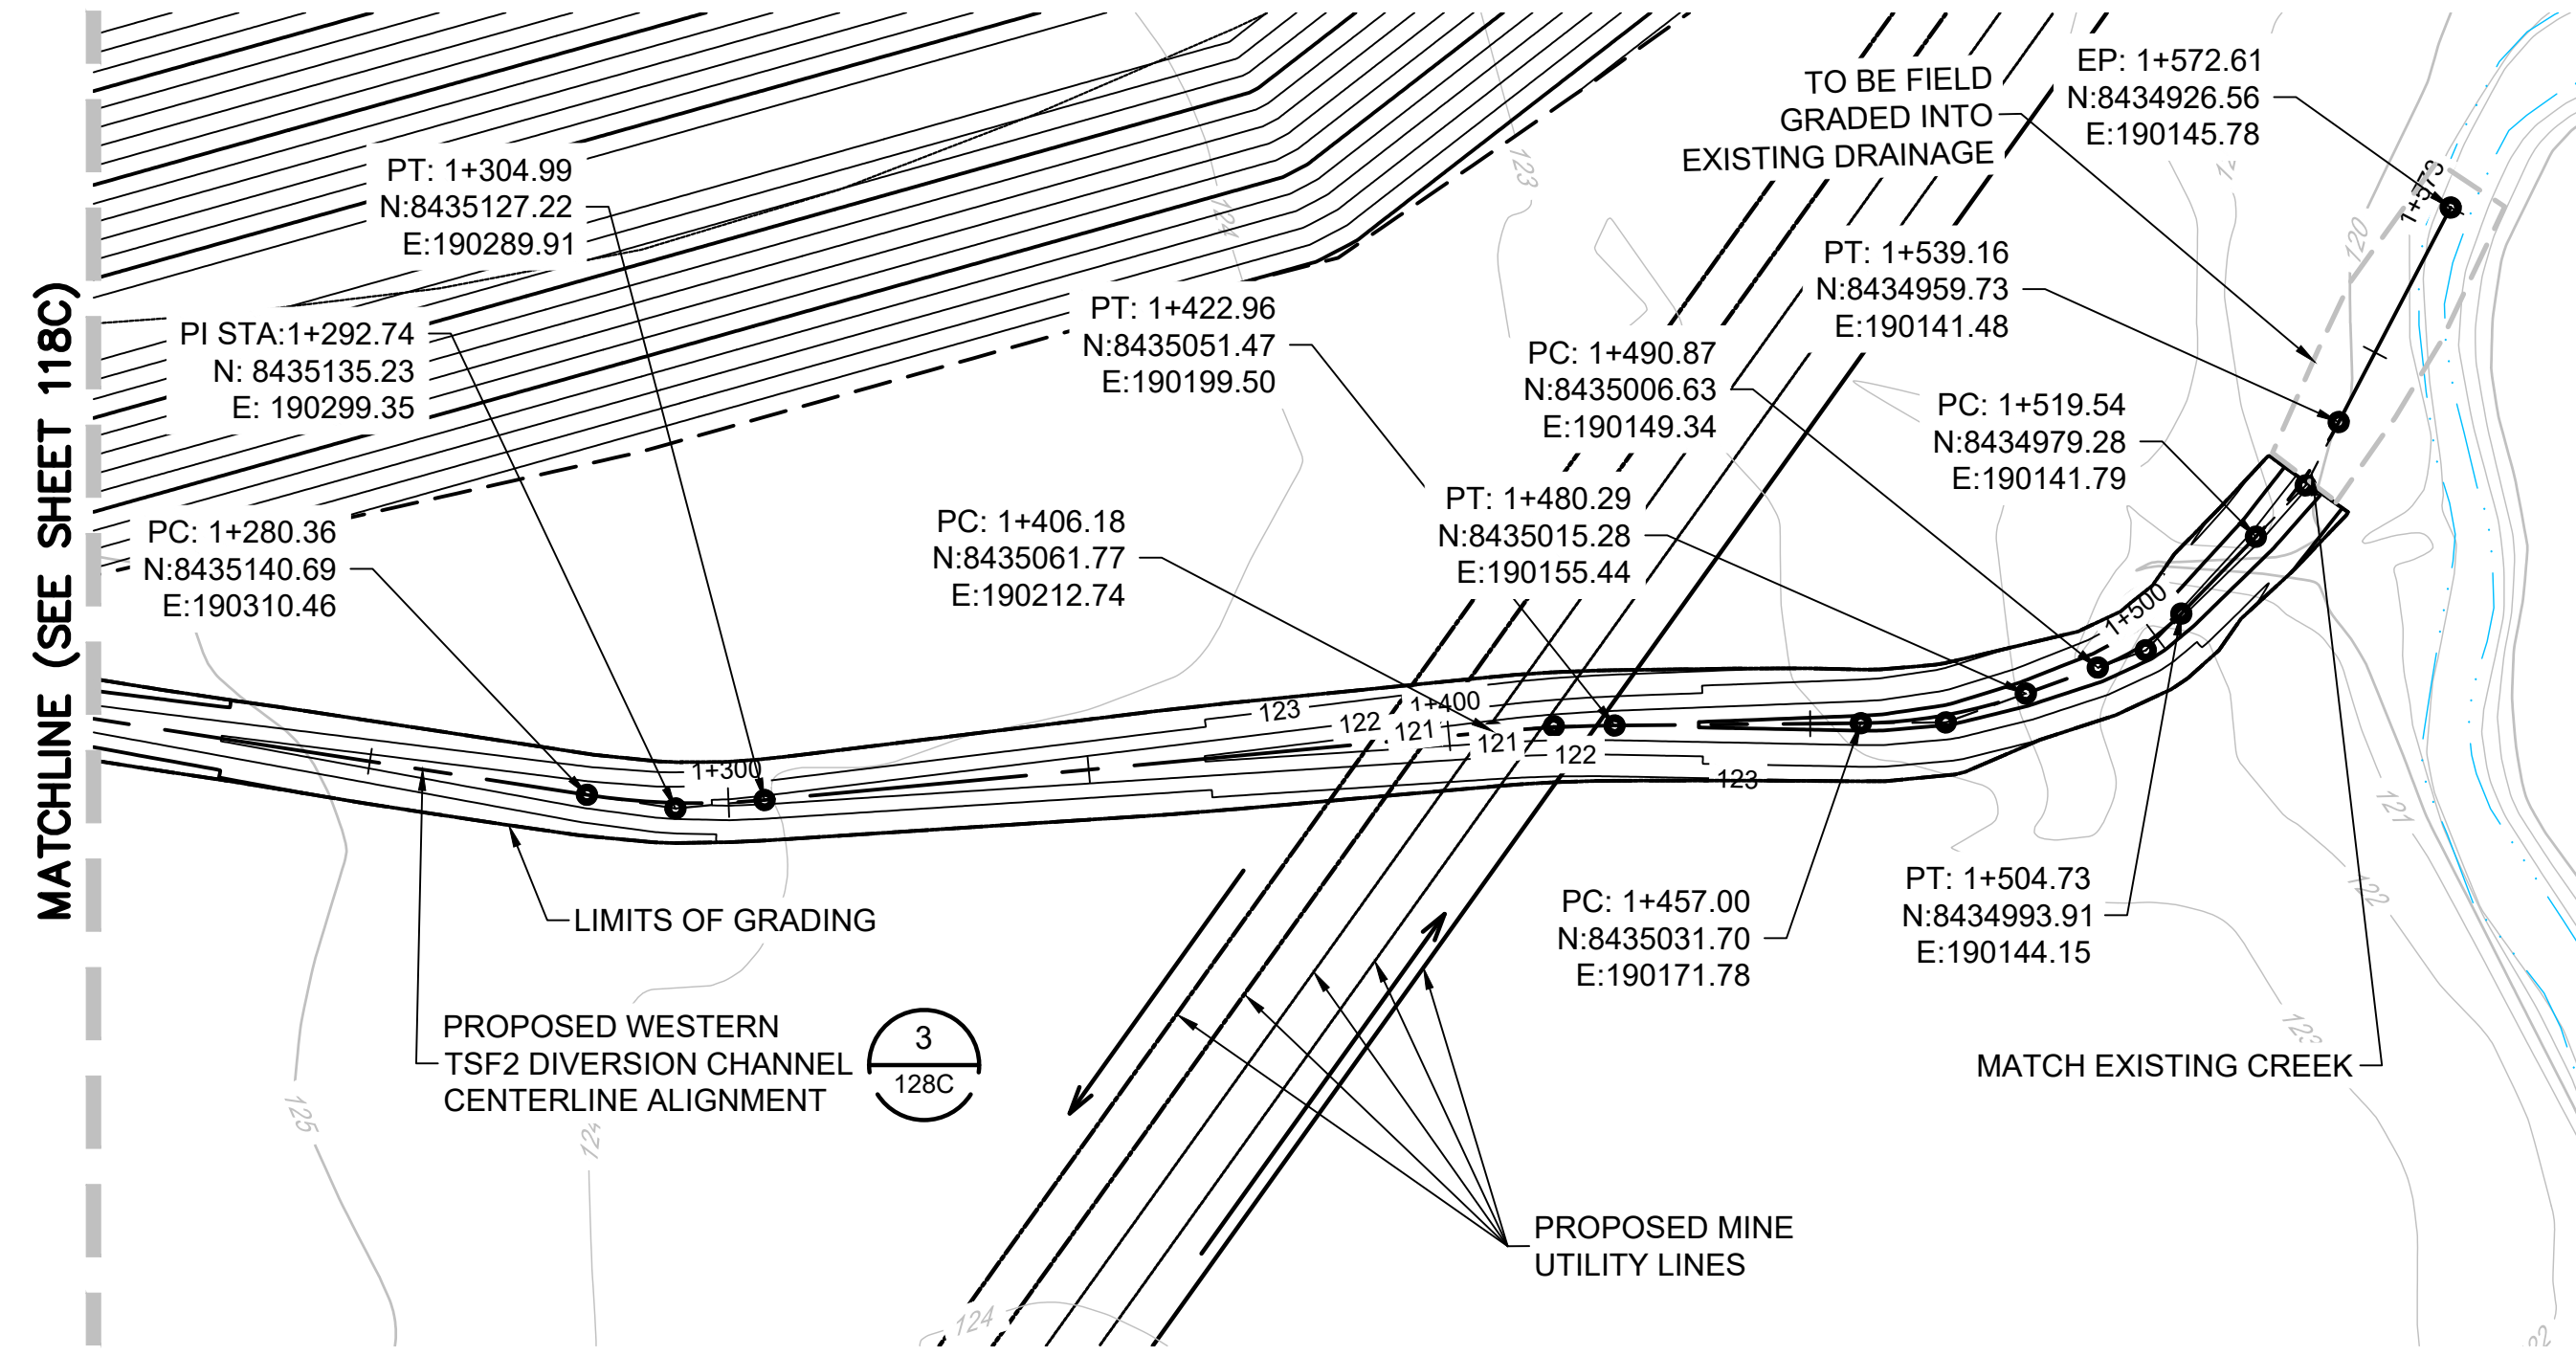 MATCHLINE (SEE SHEET 118C)
PT: 1+304.99
N:8435127.22
E:190289.91
PI STA:1+292.74
N: 8435135.23
E: 190299.35
PC: 1+280.36
N:8435140.69
E:190310.46
PT: 1+422.96
N:8435051.47
E:190199.50
PC: 1+406.18
N:8435061.77
E:190212.74
TO BE FIELD
GRADED INTO
EXISTING DRAINAGE
EP: 1+572.61
N:8434926.56
E:190145.78
PT: 1+539.16
N:8434959.73
E:190141.48
PC: 1+490.87
N:8435006.63
E:190149.34
PC: 1+519.54
N:8434979.28
E:190141.79
PT: 1+480.29
N:8435015.28
E:190155.44
1+573
120
123
124
1+500
1+400
1+300
123
122
121
121
122
123
121
122
123
LIMITS OF GRADING
PC: 1+457.00
N:8435031.70
E:190171.78
PT: 1+504.73
N:8434993.91
E:190144.15
PROPOSED WESTERN
TSF2 DIVERSION CHANNEL
CENTERLINE ALIGNMENT
3
128C
MATCH EXISTING CREEK
125
124
124
PROPOSED MINE
UTILITY LINES